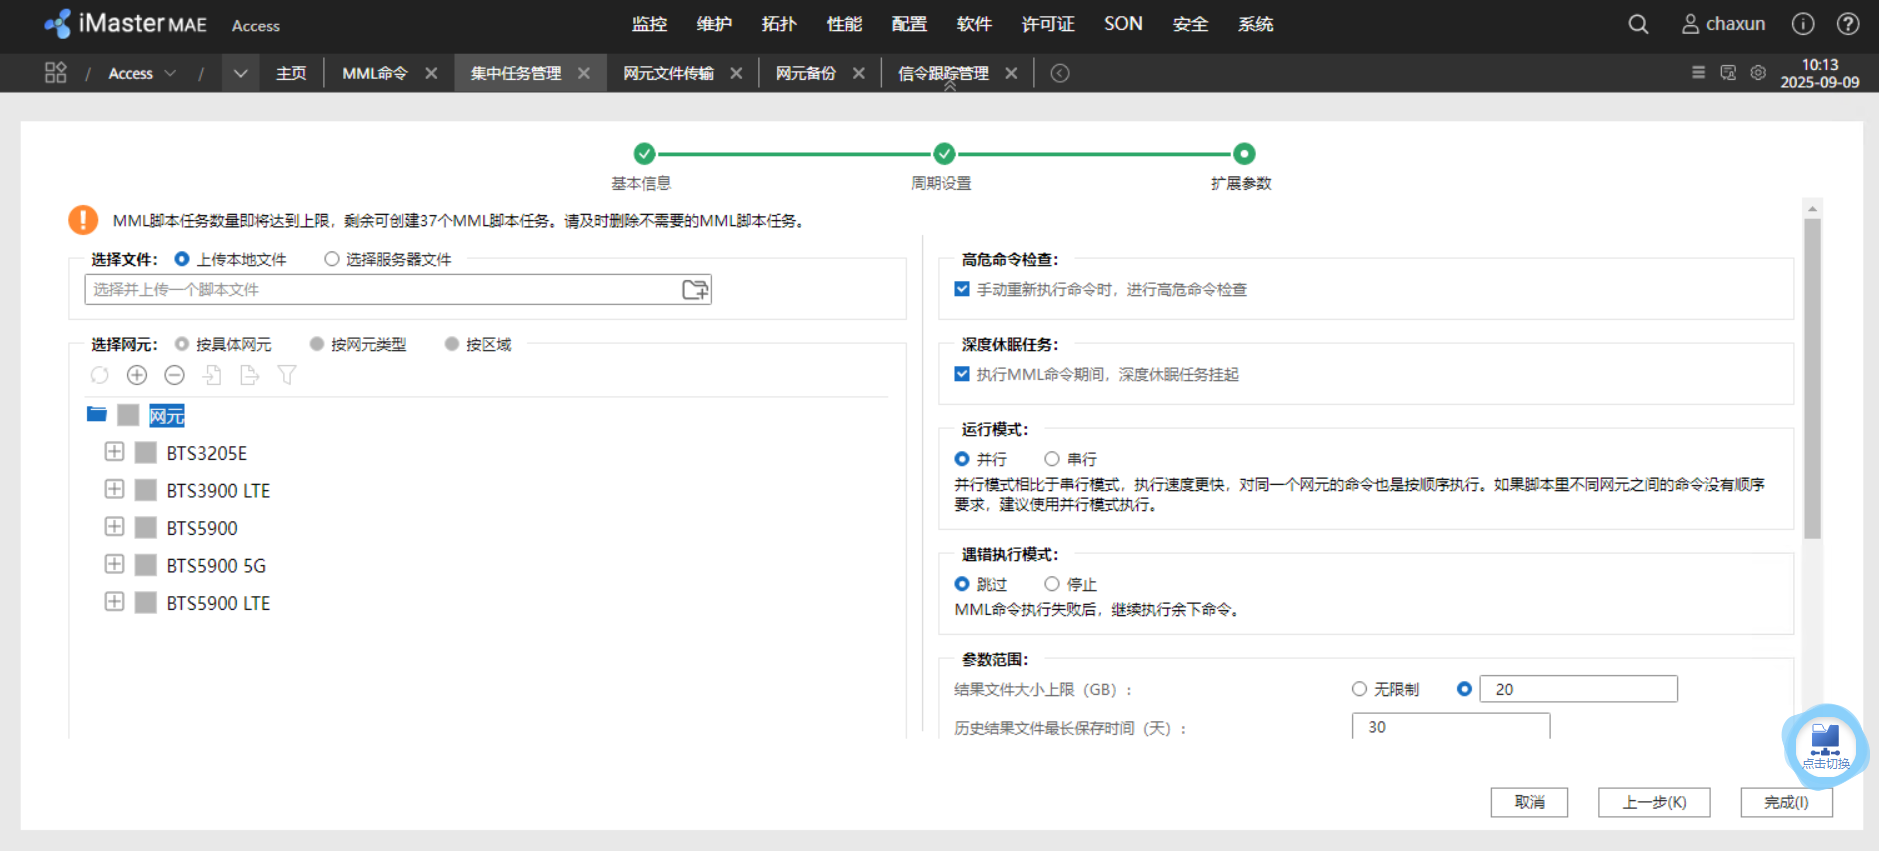 iMaster MAE Access 监控 维护 拓扑 性能 配置 软件 许可证 SON 安全 系统 chaxun
/ Access / 主页 MML命令 集中任务管理 网元文件传输 网元备份 信令跟踪管理 10:13
2025-09-09
基本信息 周期设置 扩展参数
MML脚本任务数量即将达到上限，剩余可创建37个MML脚本任务。请及时删除不需要的MML脚本任务。
选择文件： 上传本地文件 选择服务器文件
选择并上传一个脚本文件
选择网元： 按具体网元 按网元类型 按区域
网元
BTS3205E
BTS3900 LTE
BTS5900
BTS5900 5G
BTS5900 LTE
高危命令检查：
手动重新执行命令时，进行高危命令检查
深度休眠任务：
执行MML命令期间，深度休眠任务挂起
运行模式：
并行 串行
并行模式相比于串行模式，执行速度更快，对同一个网元的命令也是按顺序执行。如果脚本里不同网元之间的命令没有顺序
要求，建议使用并行模式执行。
遇错执行模式：
跳过 停止
MML命令执行失败后，继续执行余下命令。
参数范围：
结果文件大小上限（GB）： 无限制 20
历史结果文件最长保存时间（天）： 30
点击切换
取消 上一步(K) 完成(I)